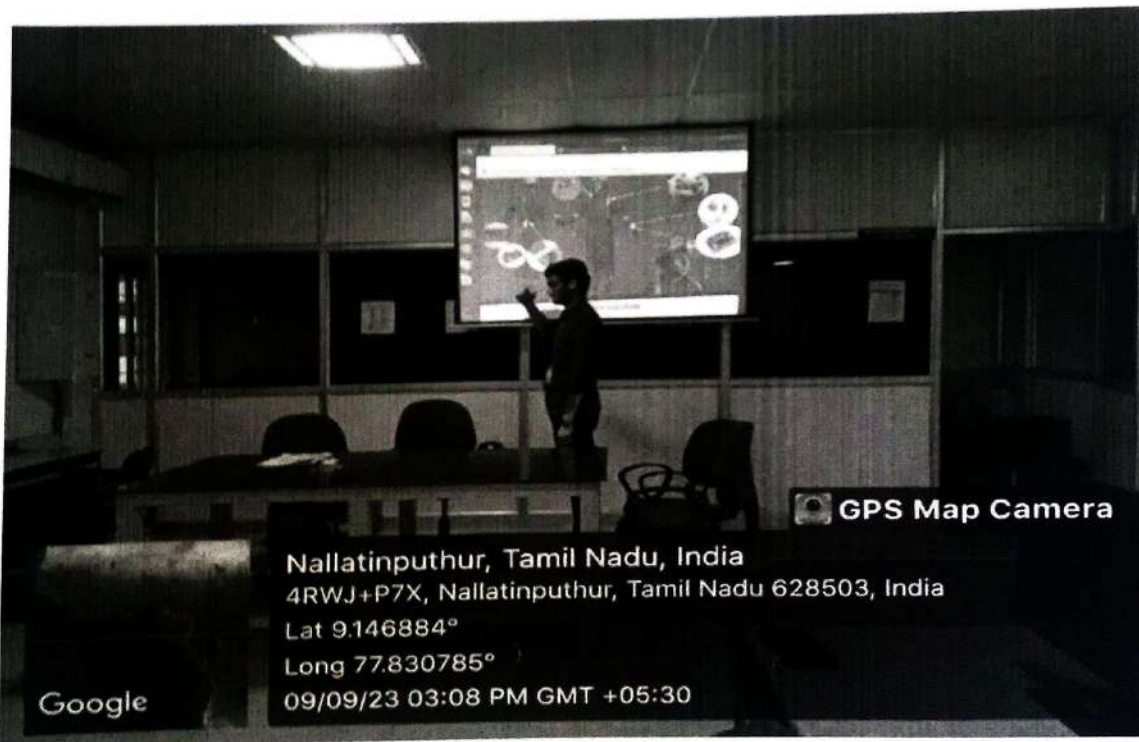 GPS Map Camera
Nallatinputhur, Tamil Nadu, India
4RWJ+P7X, Nallatinputhur, Tamil Nadu 628503, India
Lat 9.146884°
Long 77.830785°
09/09/23 03:08 PM GMT +05:30
Google